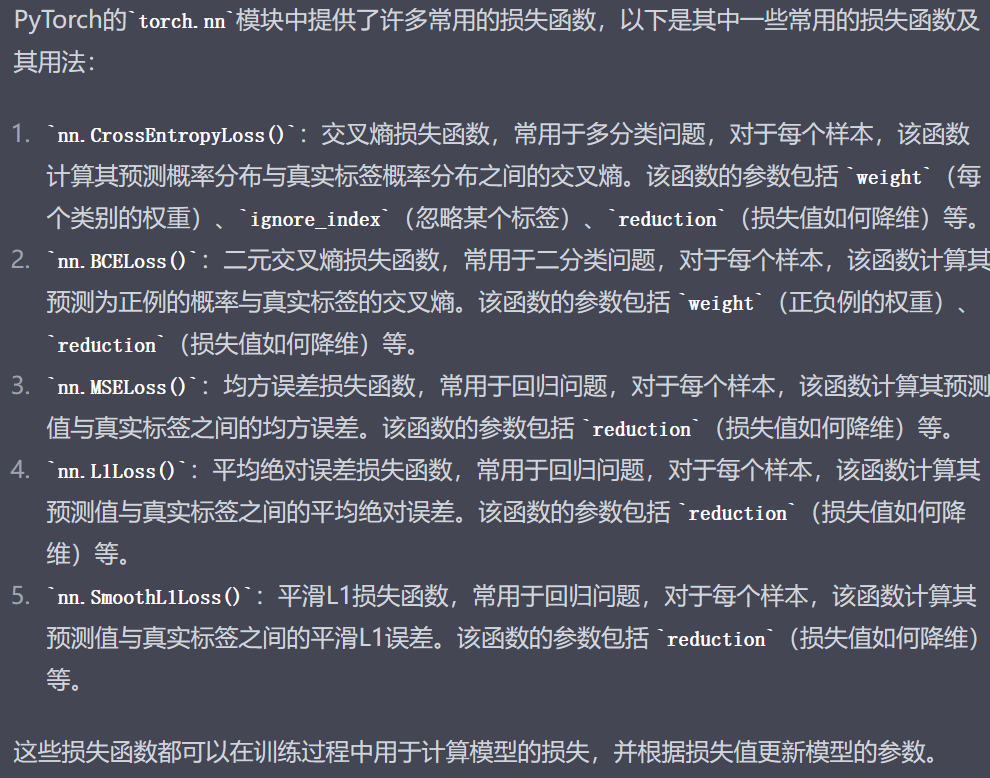 PyTorch的`torch.nn`模块中提供了许多常用的损失函数，以下是其中一些常用的损失函数及
其用法：
1. `nn.CrossEntropyLoss()`：交叉熵损失函数，常用于多分类问题，对于每个样本，该函数
计算其预测概率分布与真实标签概率分布之间的交叉熵。该函数的参数包括`weight`（每
个类别的权重）、`ignore_index`（忽略某个标签）、`reduction`（损失值如何降维）等。
2. `nn.BCELoss()`：二元交叉熵损失函数，常用于二分类问题，对于每个样本，该函数计算其
预测为正例的概率与真实标签的交叉熵。该函数的参数包括`weight`（正负例的权重）、
`reduction`（损失值如何降维）等。
3. `nn.MSELoss()`：均方误差损失函数，常用于回归问题，对于每个样本，该函数计算其预测
值与真实标签之间的均方误差。该函数的参数包括`reduction`（损失值如何降维）等。
4. `nn.L1Loss()`：平均绝对误差损失函数，常用于回归问题，对于每个样本，该函数计算其
预测值与真实标签之间的平均绝对误差。该函数的参数包括`reduction`（损失值如何降
维）等。
5. `nn.SmoothL1Loss()`：平滑L1损失函数，常用于回归问题，对于每个样本，该函数计算其
预测值与真实标签之间的平滑L1误差。该函数的参数包括`reduction`（损失值如何降维）
等。
这些损失函数都可以在训练过程中用于计算模型的损失，并根据损失值更新模型的参数。